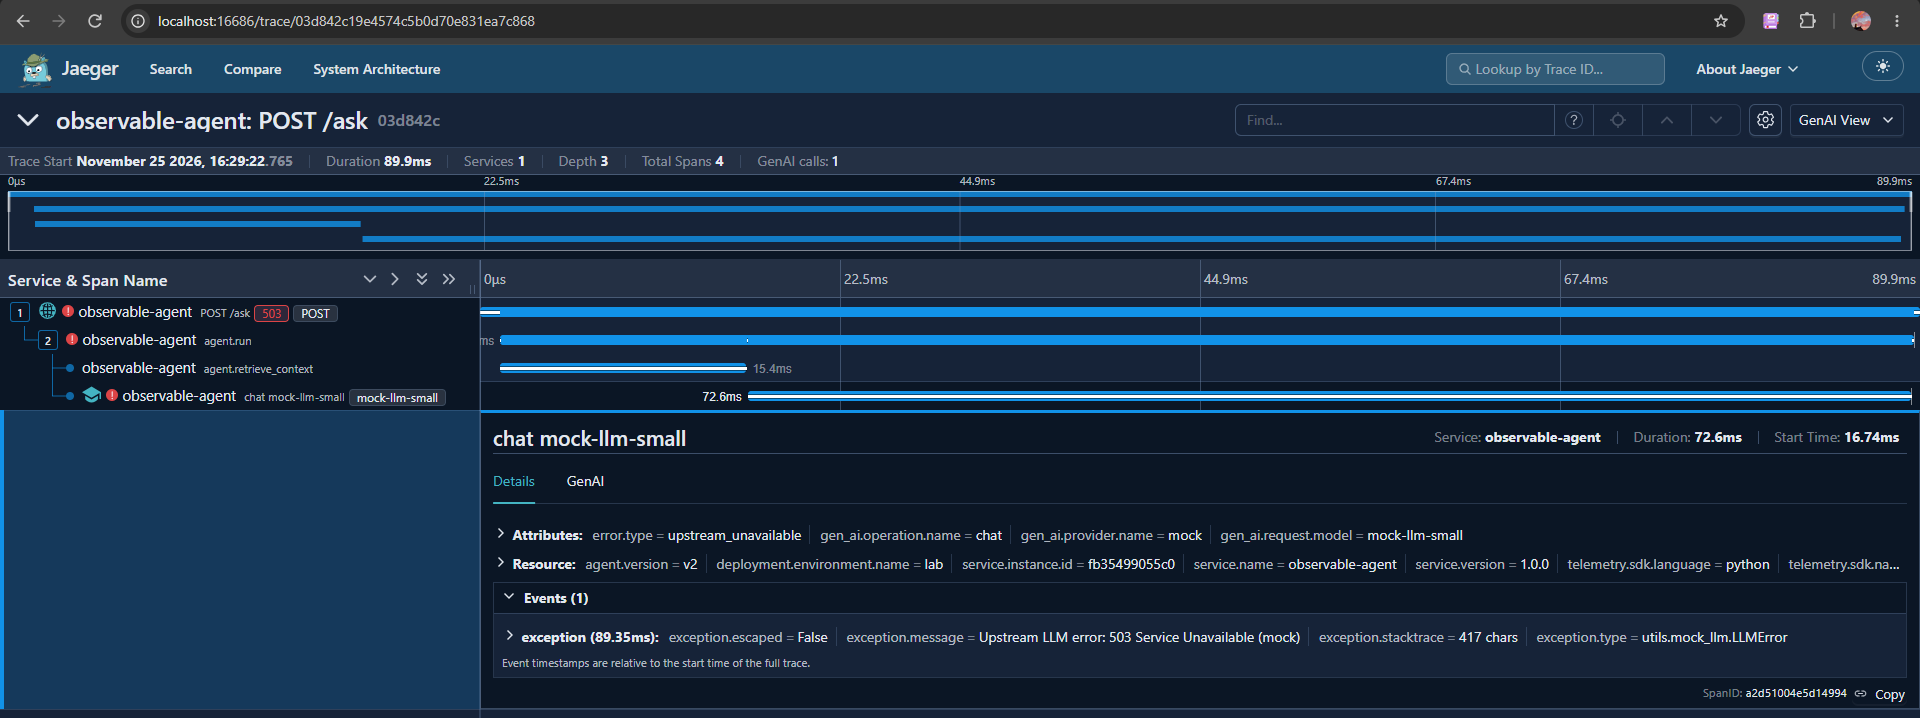 localhost:16686/trace/03d842c19e4574c5b0d70e831ea7c868
Jaeger Search Compare System Architecture Lookup by Trace ID... About Jaeger
observable-agent: POST /ask 03d842c Find... ? GenAI View
Trace Start November 25 2026, 16:29:22.765 Duration 89.9ms Services 1 Depth 3 Total Spans 4 GenAI calls: 1
0μs 22.5ms 44.9ms 67.4ms 89.9ms
Service & Span Name 0μs 22.5ms 44.9ms 67.4ms 89.9ms
1 observable-agent POST /ask 503 POST
2 observable-agent agent.run ms
observable-agent agent.retrieve_context 15.4ms
observable-agent chat mock-llm-small mock-llm-small 72.6ms
chat mock-llm-small Service: observable-agent Duration: 72.6ms Start Time: 16.74ms
Details GenAI
Attributes: error.type = upstream_unavailable gen_ai.operation.name = chat gen_ai.provider.name = mock gen_ai.request.model = mock-llm-small
Resource: agent.version = v2 deployment.environment.name = lab service.instance.id = fb35499055c0 service.name = observable-agent service.version = 1.0.0 telemetry.sdk.language = python telemetry.sdk.na...
Events (1)
exception (89.35ms): exception.escaped = False exception.message = Upstream LLM error: 503 Service Unavailable (mock) exception.stacktrace = 417 chars exception.type = utils.mock_llm.LLMError
Event timestamps are relative to the start time of the full trace.
SpanID: a2d51004e5d14994 Copy